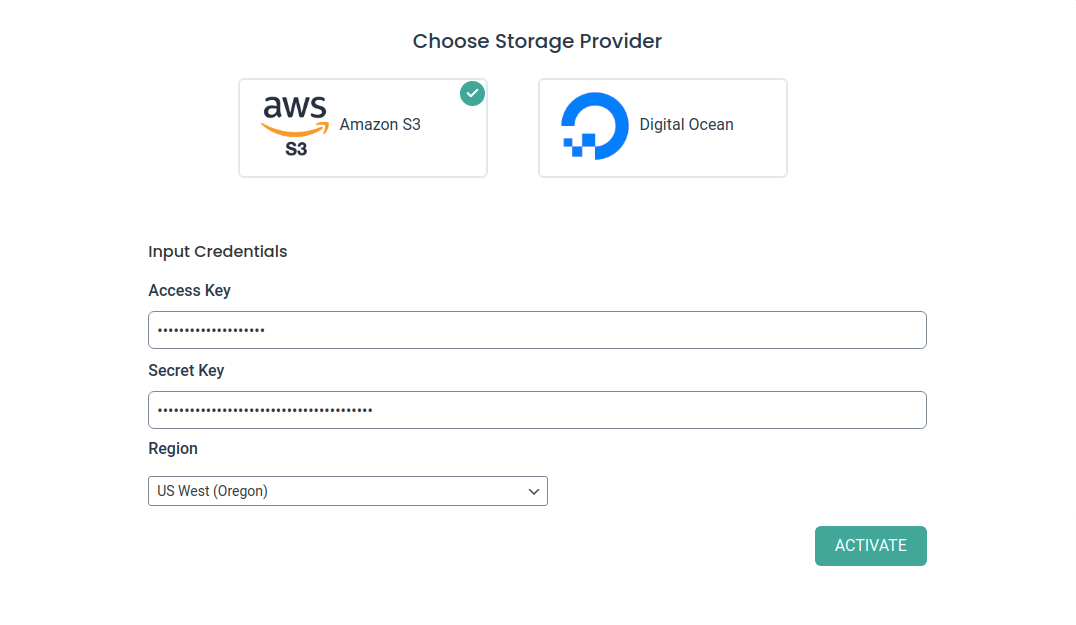 Choose Storage Provider
aws
S3
Amazon S3
Digital Ocean
Input Credentials
Access Key
••••••••••••••••••••
Secret Key
••••••••••••••••••••••••••••••••••••••••
Region
US West (Oregon)
ACTIVATE